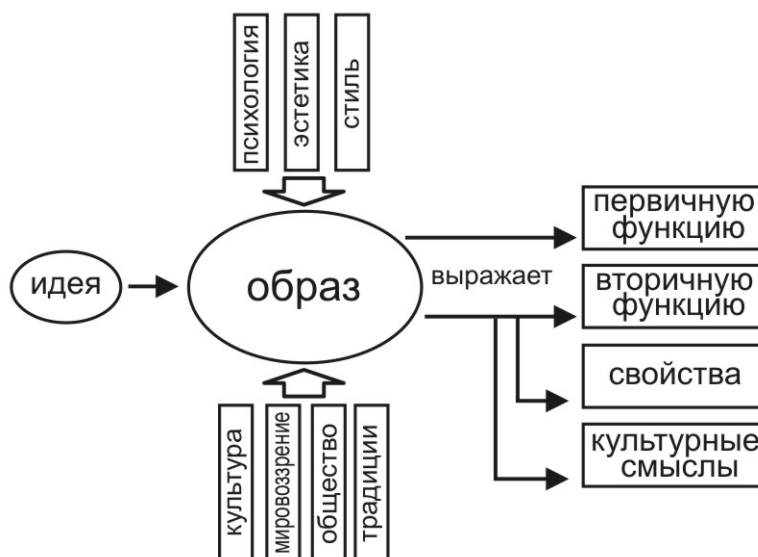 психология
эстетика
стиль
идея
образ
выражает
первичную
функцию
вторичную
функцию
свойства
культурные
смыслы
культура
мировоззрение
общество
традиции